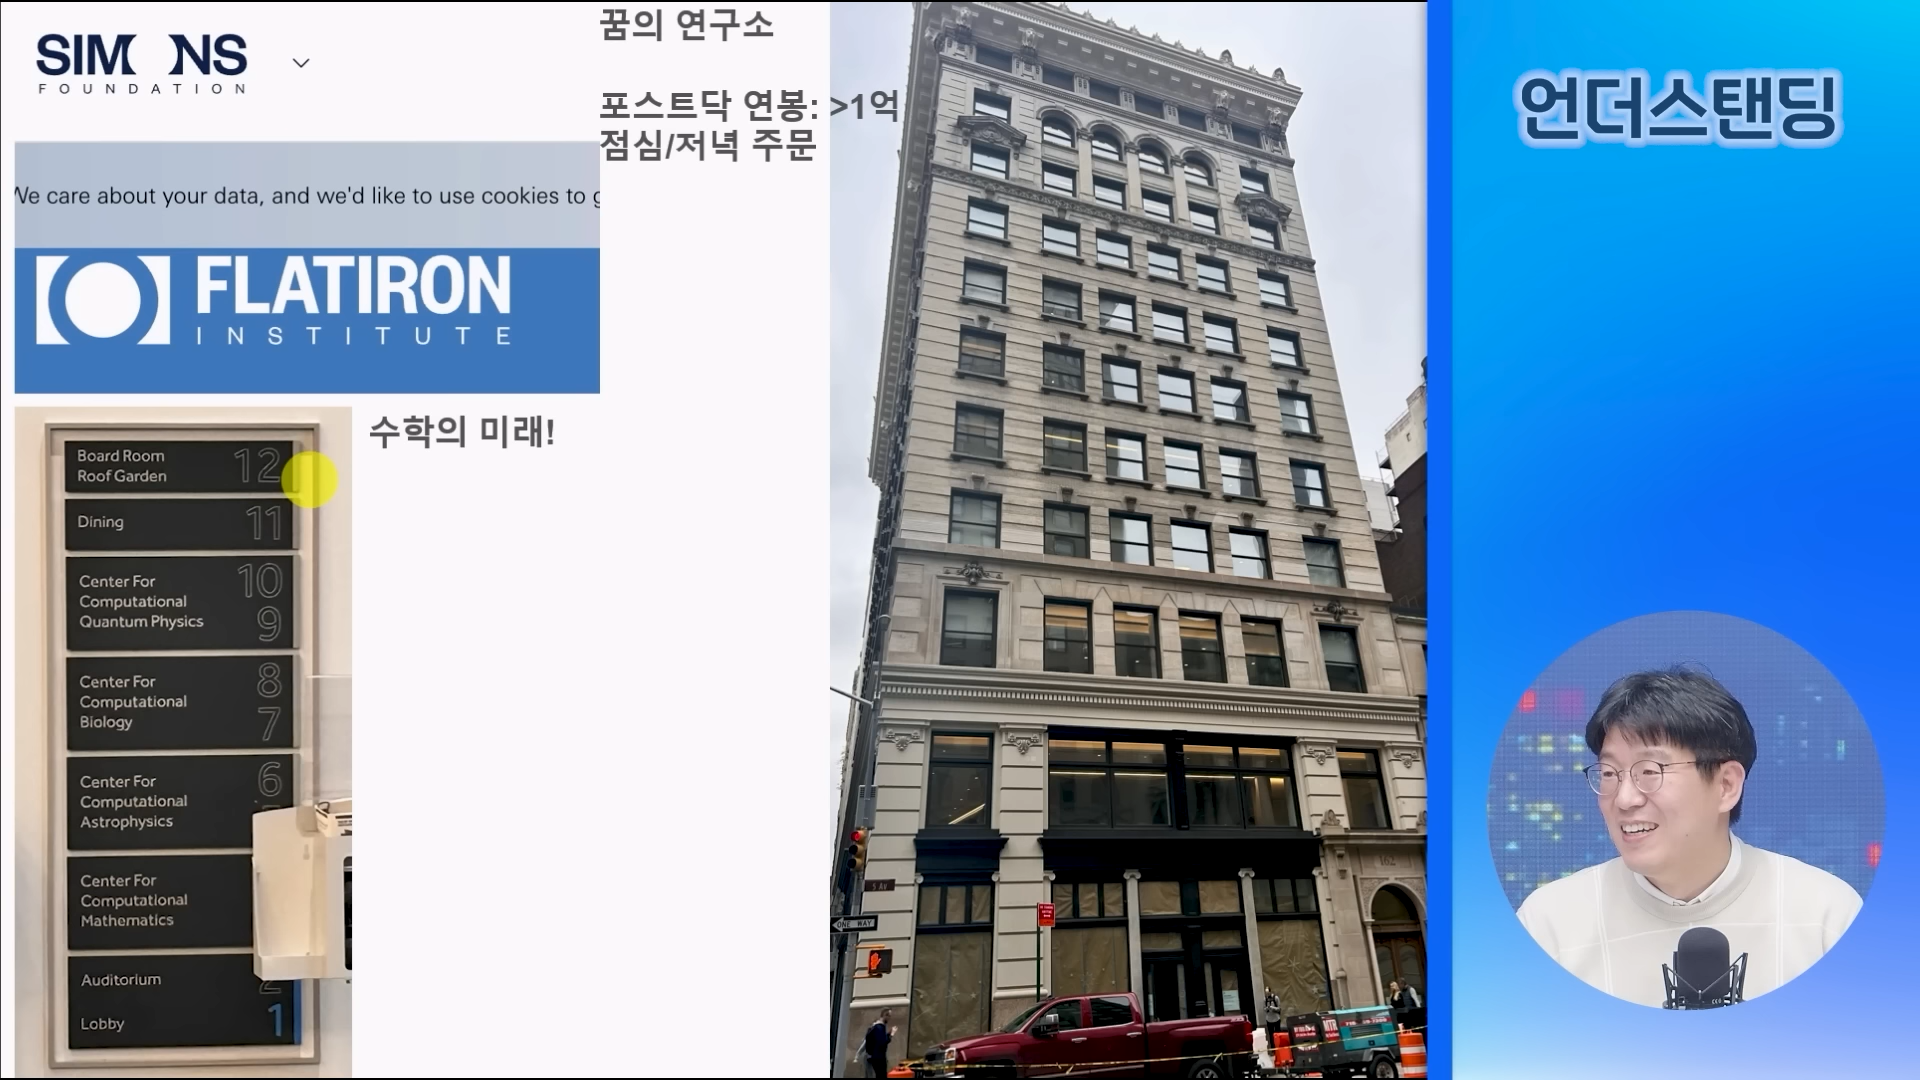 SIMONS
FOUNDATION
꿈의 연구소
포스트닥 연봉: >1억
점심/저녁 주문
언더스탠딩
We care about your data, and we'd like to use cookies to g
FLATIRON
INSTITUTE
수학의 미래!
Board Room
Roof Garden
12
Dining
11
Center For
Computational
Quantum Physics
10
9
Center For
Computational
Biology
8
7
Center For
Computational
Astrophysics
6
Center For
Computational
Mathematics
Auditorium
2
Lobby
1
162
5 AV
ONE WAY